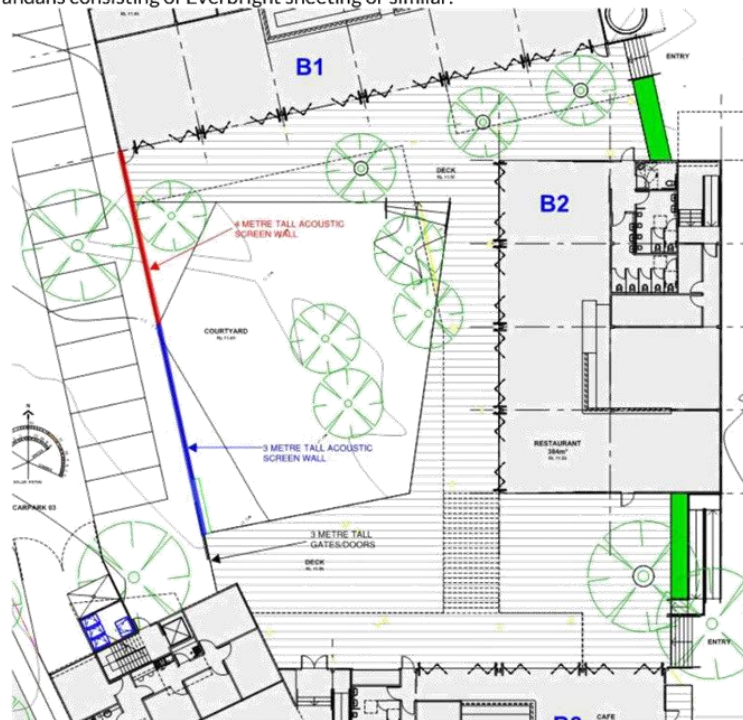 andahs consisting of Everbright sheeting or similar.
B1
ENTRY
DECK
B2
4 METRE TALL ACOUSTIC
SCREEN WALL
COURTYARD
3 METRE TALL ACOUSTIC
SCREEN WALL
RESTAURANT
384m²
CARPARK 03
3 METRE TALL
GATES/DOORS
DECK
ENTRY
CAFE